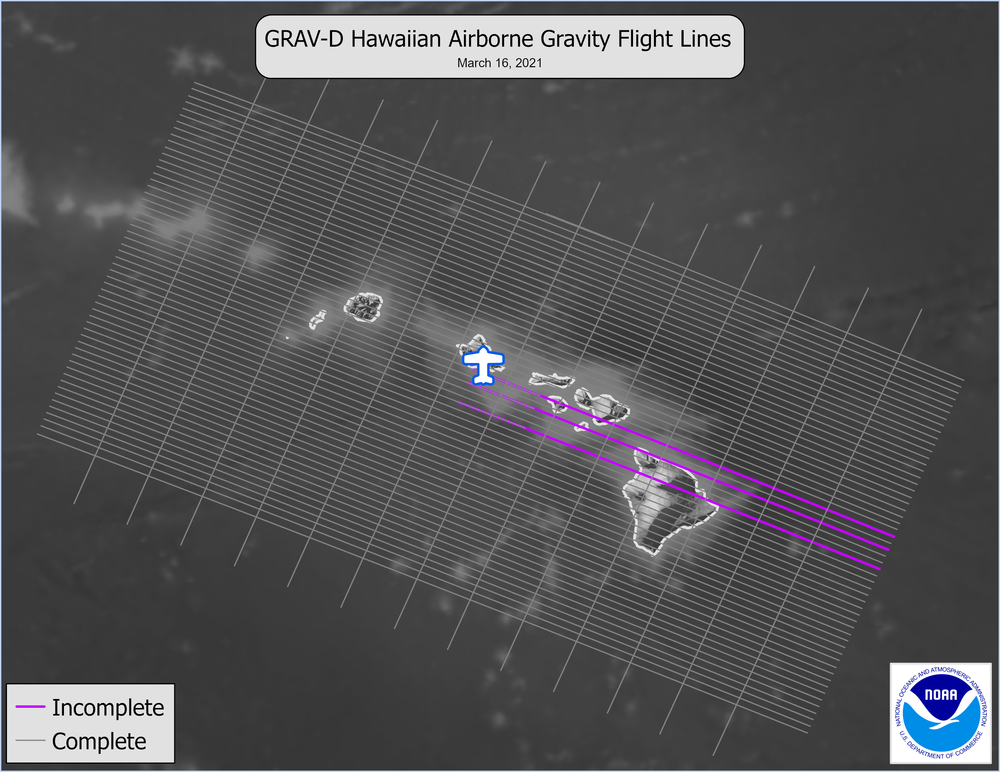 GRAV-D Hawaiian Airborne Gravity Flight Lines
March 16, 2021
Incomplete
Complete
NATIONAL OCEANIC AND ATMOSPHERIC ADMINISTRATION
NOAA
U.S. DEPARTMENT OF COMMERCE